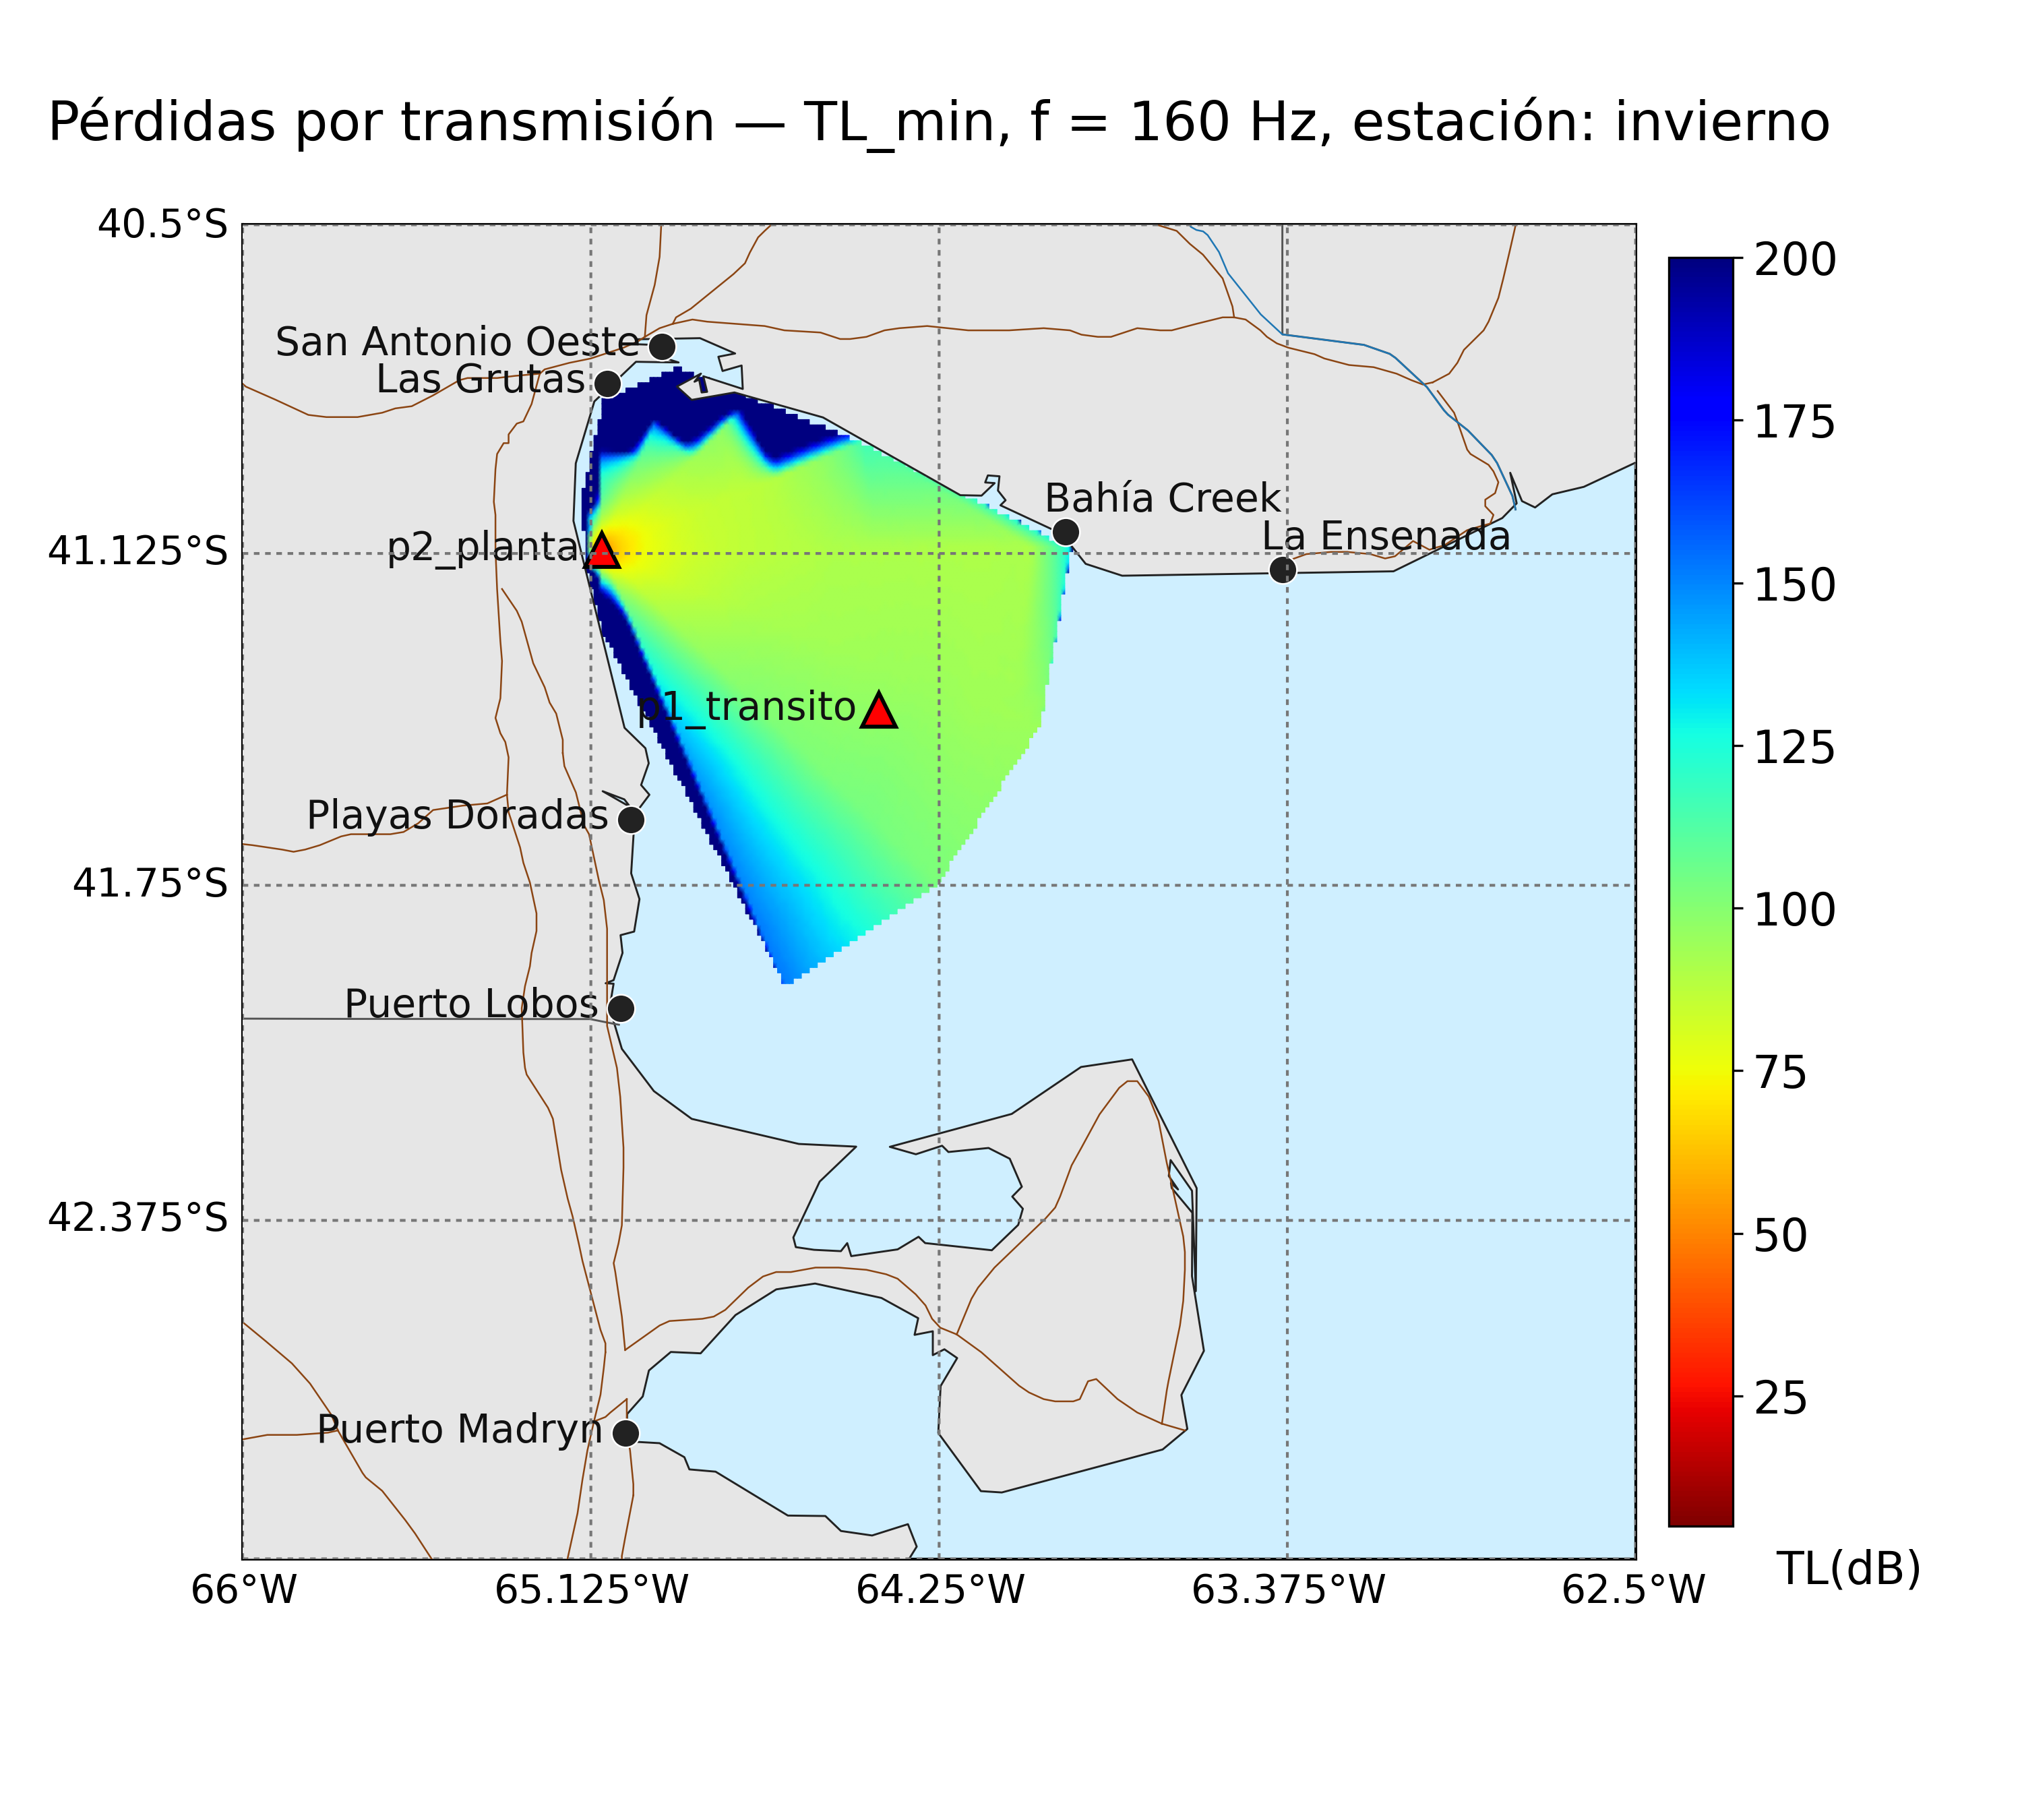 Pérdidas por transmisión — TL_min, f = 160 Hz, estación: invierno
40.5°S
200
San Antonio Oeste
Las Grutas
175
Bahía Creek
La Ensenada
p2_planta
41.125°S
150
p1_transito
125
Playas Doradas
41.75°S
100
Puerto Lobos
75
42.375°S
50
25
Puerto Madryn
TL(dB)
66°W
65.125°W
64.25°W
63.375°W
62.5°W